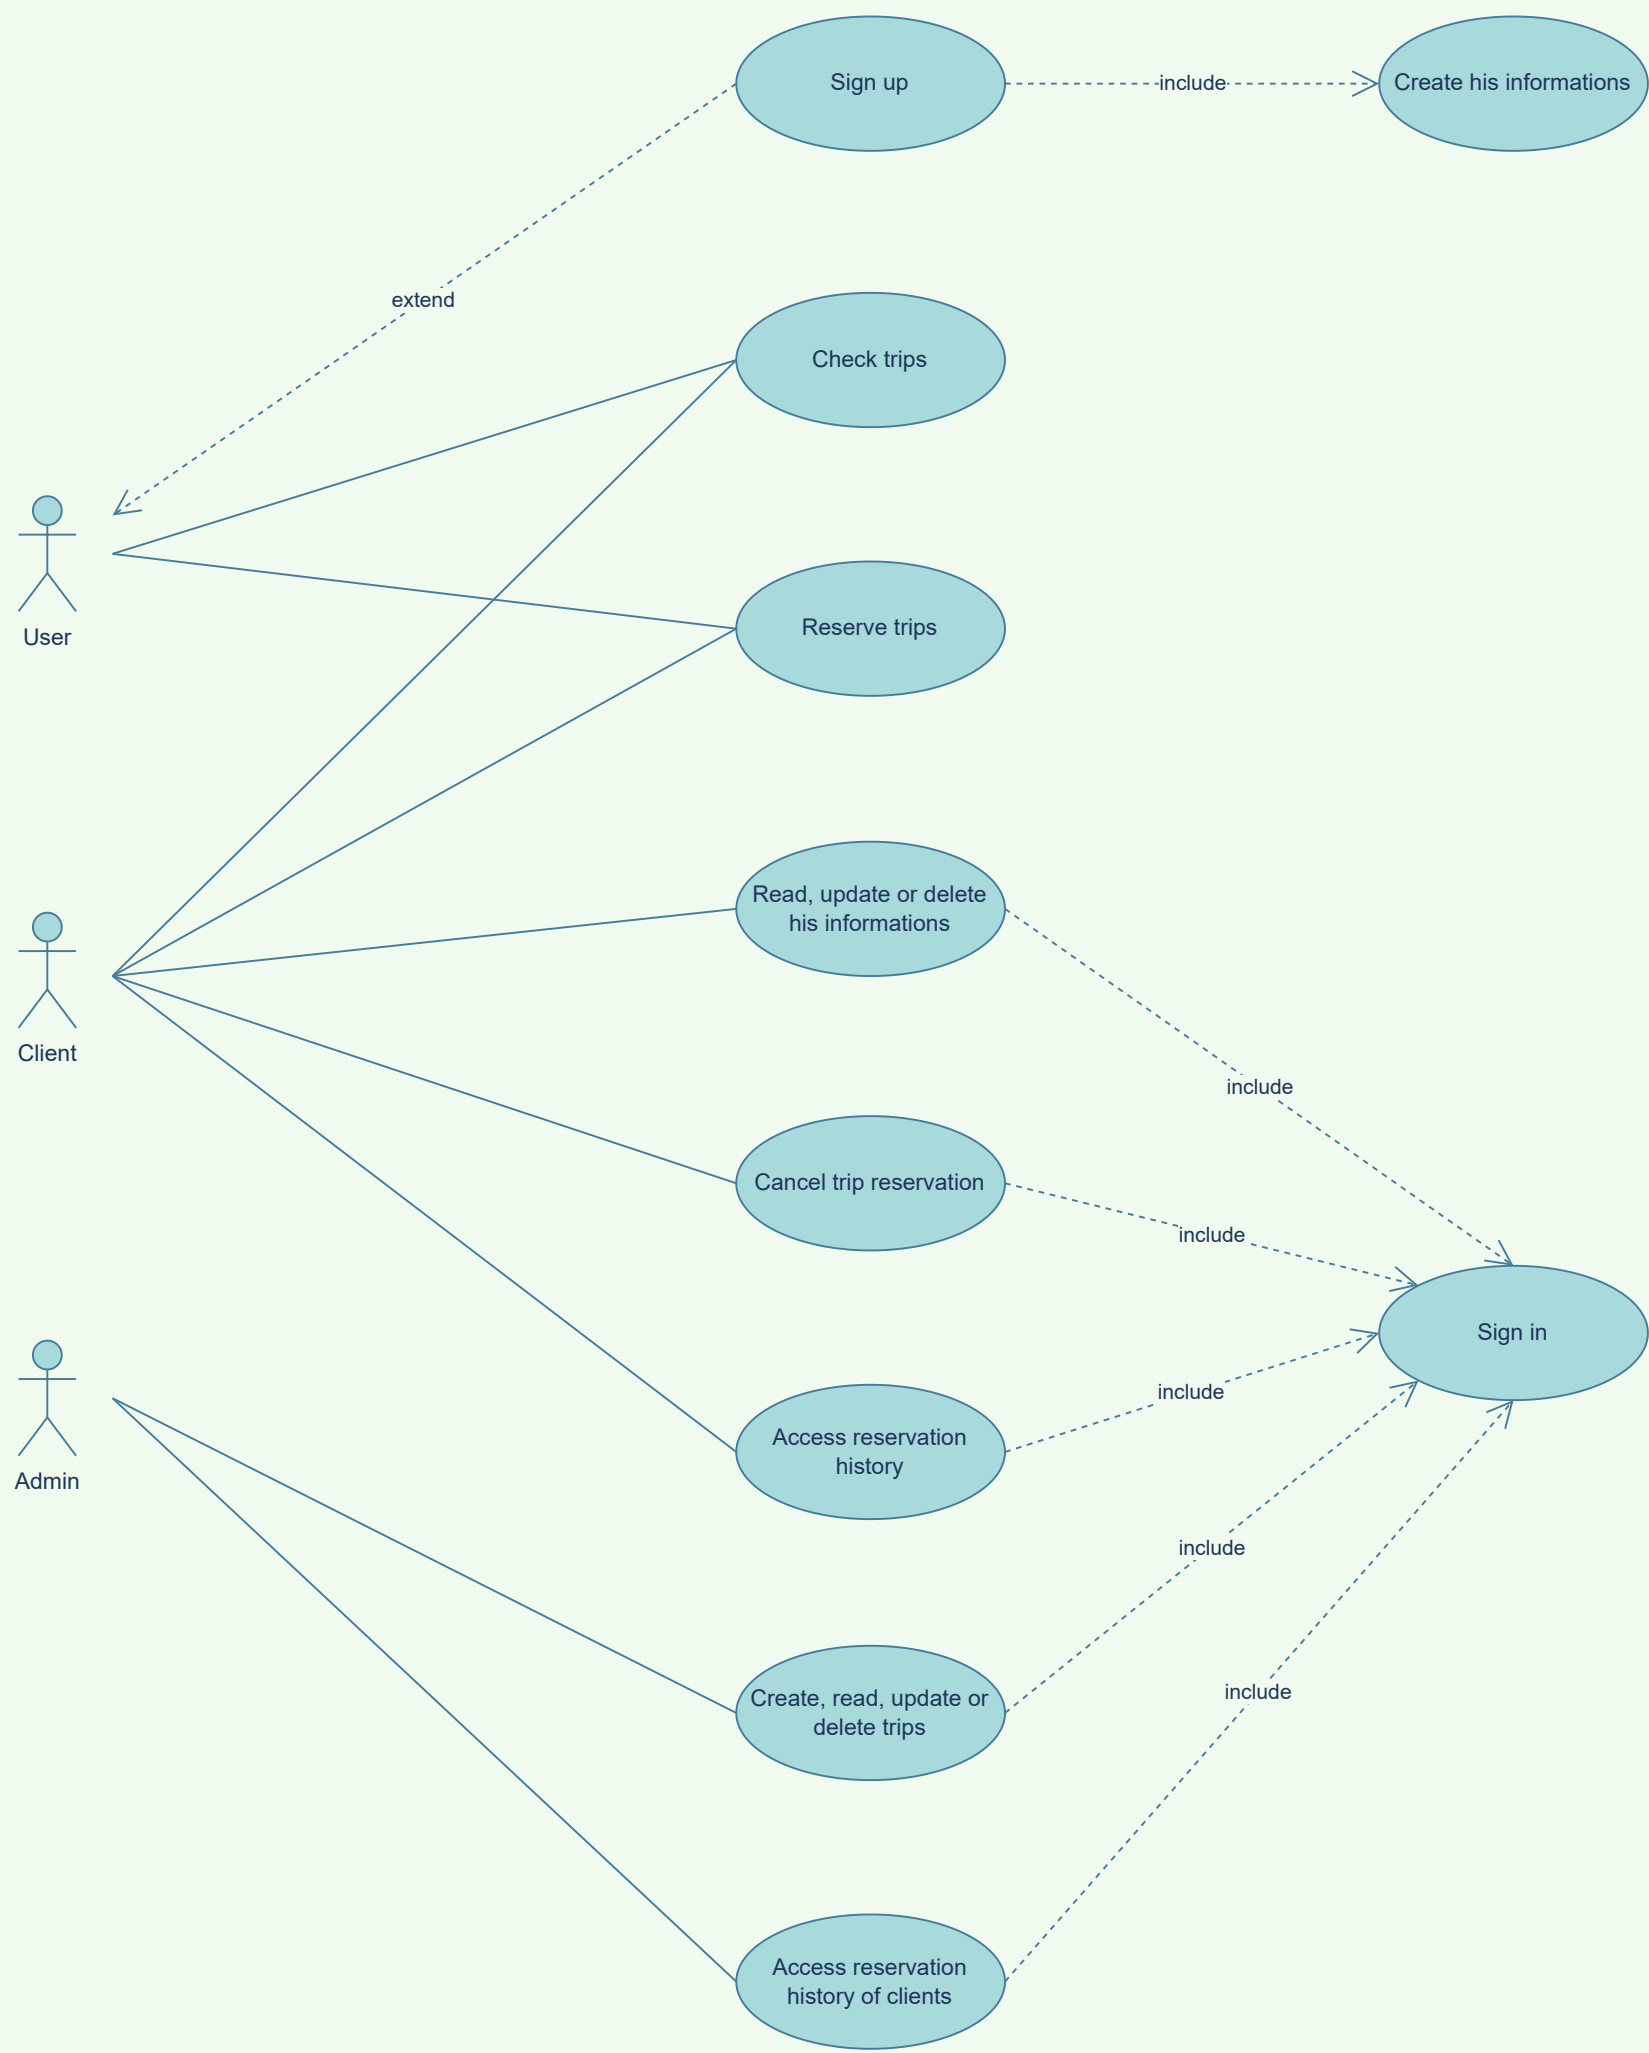 Sign up
include
Create his informations
extend
Check trips
User
Reserve trips
Read, update or delete
his informations
Client
include
Cancel trip reservation
include
Sign in
include
Access reservation
history
Admin
include
Create, read, update or
delete trips
include
Access reservation
history of clients